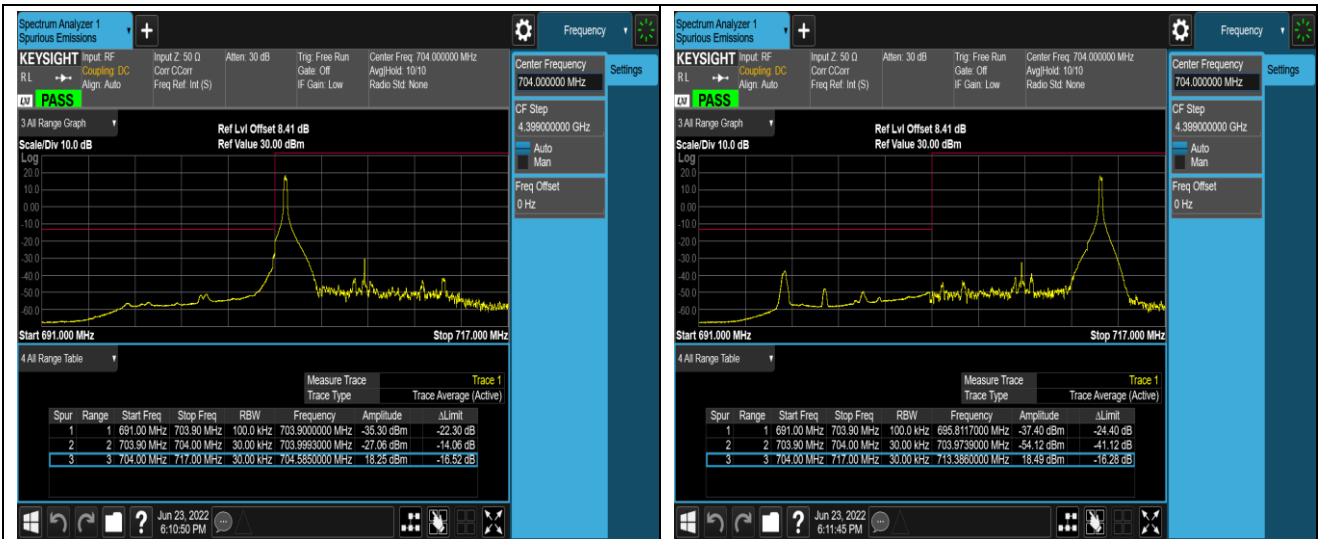 Spectrum Analyzer 1
Spurious Emissions
+
Frequency
KEYSIGHT Input: RF Input Z: 50 Ω Atten: 30 dB Trig: Free Run Center Freq: 704.000000 MHz
RL Coupling: DC Corr CCorr Gate: Off Avg|Hold: 10/10
Align: Auto Freq Ref: Int (S) IF Gain: Low Radio Std: None
LXI PASS
Center Frequency
704.000000 MHz
Settings
CF Step
4.399000000 GHz
Auto
Man
Freq Offset
0 Hz
3 All Range Graph
Ref Lvl Offset 8.41 dB
Scale/Div 10.0 dB Ref Value 30.00 dBm
Log
20.0
10.0
0.00
-10.0
-20.0
-30.0
-40.0
-50.0
-60.0
Start 691.000 MHz Stop 717.000 MHz
4 All Range Table
Measure Trace Trace 1
Trace Type Trace Average (Active)
Spur Range Start Freq Stop Freq RBW Frequency Amplitude ΔLimit
1 1 691.00 MHz 703.90 MHz 100.0 kHz 703.9000000 MHz -35.30 dBm -22.30 dB
2 2 703.90 MHz 704.00 MHz 30.00 kHz 703.9993000 MHz -27.06 dBm -14.06 dB
3 3 704.00 MHz 717.00 MHz 30.00 kHz 704.5850000 MHz 18.25 dBm -16.52 dB
?
Jun 23, 2022
6:10:50 PM
Spectrum Analyzer 1
Spurious Emissions
+
Frequency
KEYSIGHT Input: RF Input Z: 50 Ω Atten: 30 dB Trig: Free Run Center Freq: 704.000000 MHz
RL Coupling: DC Corr CCorr Gate: Off Avg|Hold: 10/10
Align: Auto Freq Ref: Int (S) IF Gain: Low Radio Std: None
LXI PASS
Center Frequency
704.000000 MHz
Settings
CF Step
4.399000000 GHz
Auto
Man
Freq Offset
0 Hz
3 All Range Graph
Ref Lvl Offset 8.41 dB
Scale/Div 10.0 dB Ref Value 30.00 dBm
Log
20.0
10.0
0.00
-10.0
-20.0
-30.0
-40.0
-50.0
-60.0
Start 691.000 MHz Stop 717.000 MHz
4 All Range Table
Measure Trace Trace 1
Trace Type Trace Average (Active)
Spur Range Start Freq Stop Freq RBW Frequency Amplitude ΔLimit
1 1 691.00 MHz 703.90 MHz 100.0 kHz 695.8117000 MHz -37.40 dBm -24.40 dB
2 2 703.90 MHz 704.00 MHz 30.00 kHz 703.9739000 MHz -54.12 dBm -41.12 dB
3 3 704.00 MHz 717.00 MHz 30.00 kHz 713.3860000 MHz 18.49 dBm -16.28 dB
?
Jun 23, 2022
6:11:45 PM